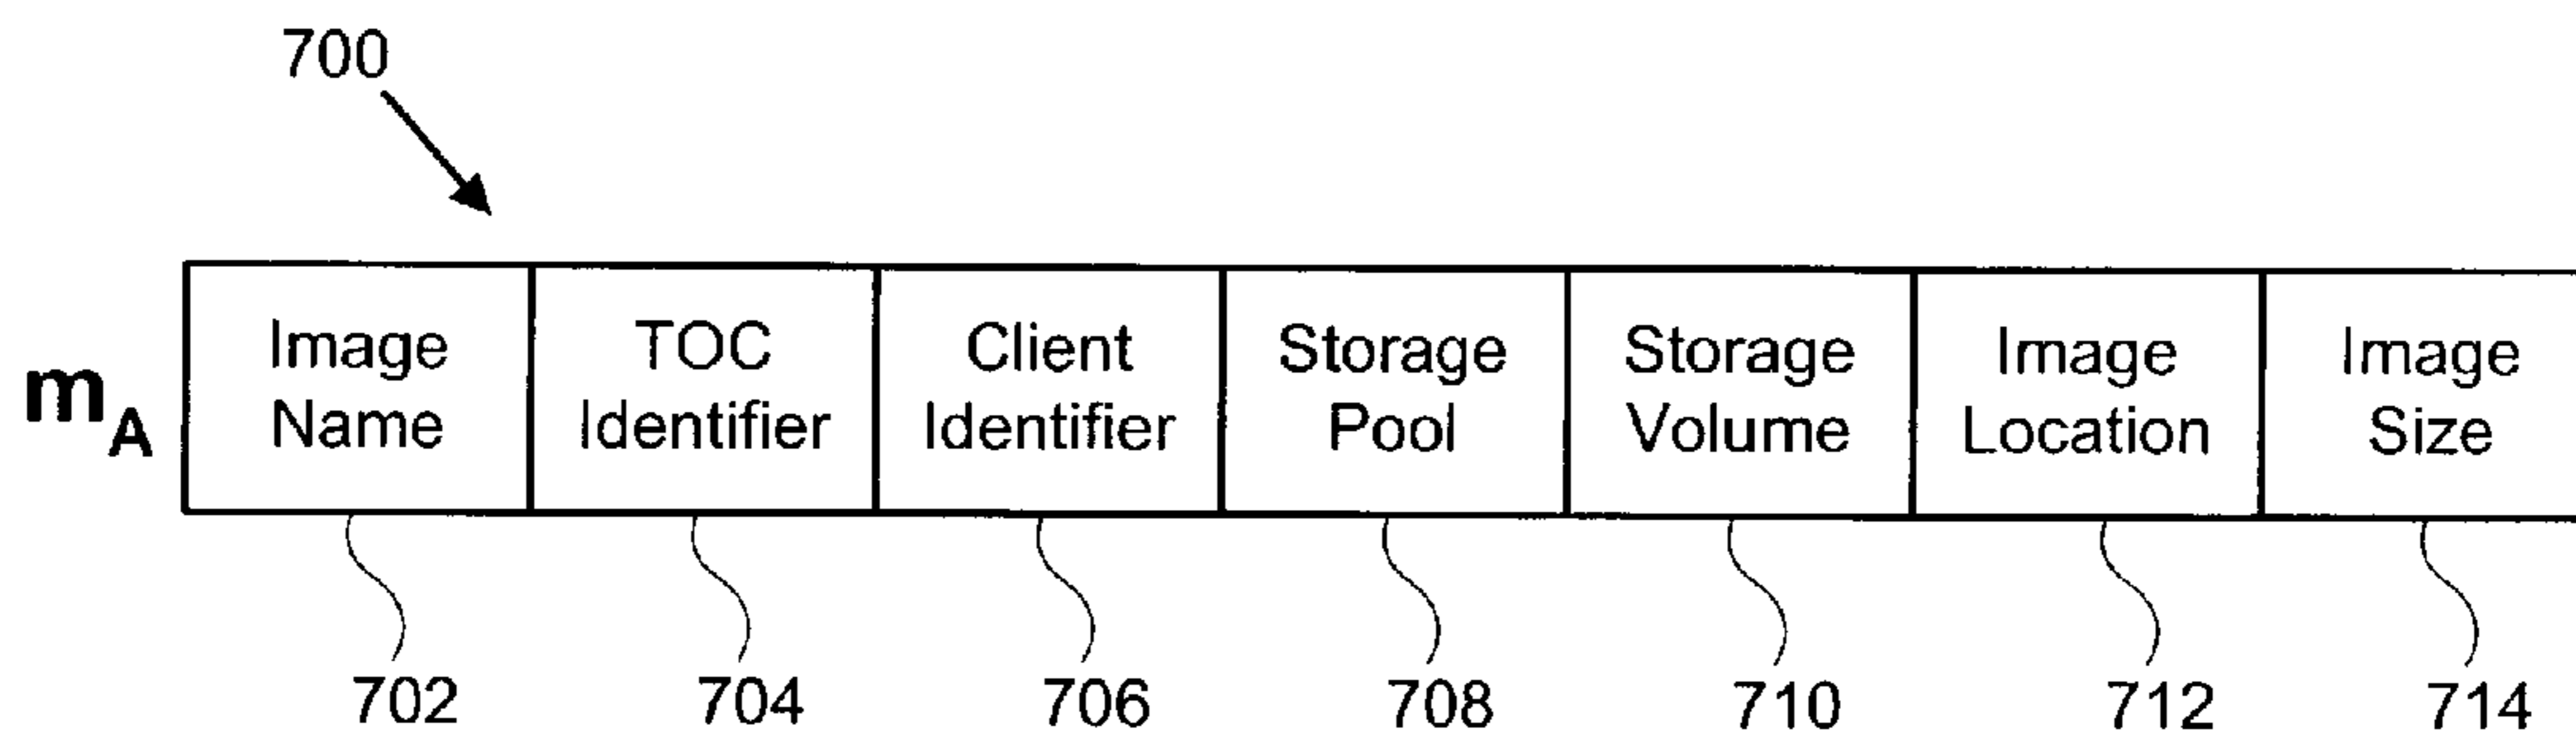 700
m_A
Image Name
TOC Identifier
Client Identifier
Storage Pool
Storage Volume
Image Location
Image Size
702 704 706 708 710 712 714